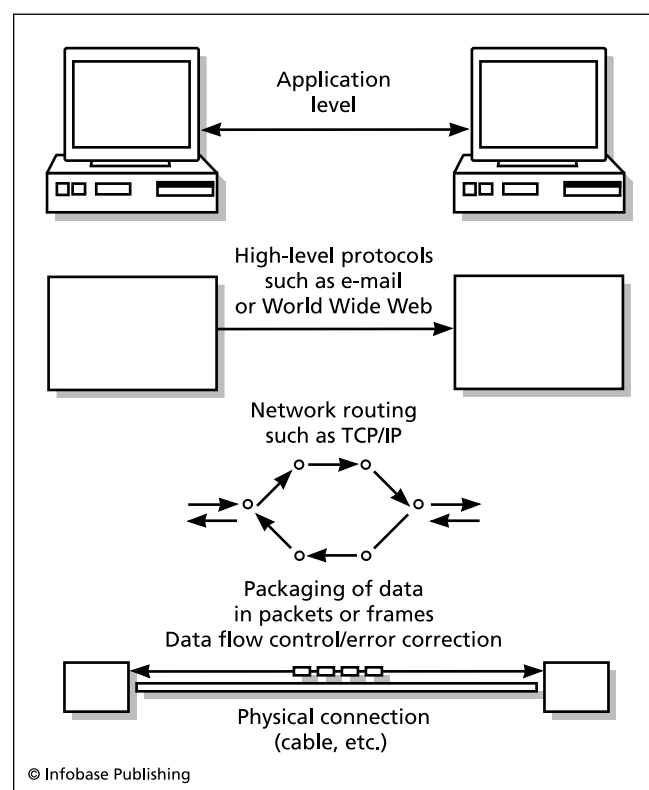 Application
level
High-level protocols
such as e-mail
or World Wide Web
Network routing
such as TCP/IP
Packaging of data
in packets or frames
Data flow control/error correction
Physical connection
(cable, etc.)
© Infobase Publishing